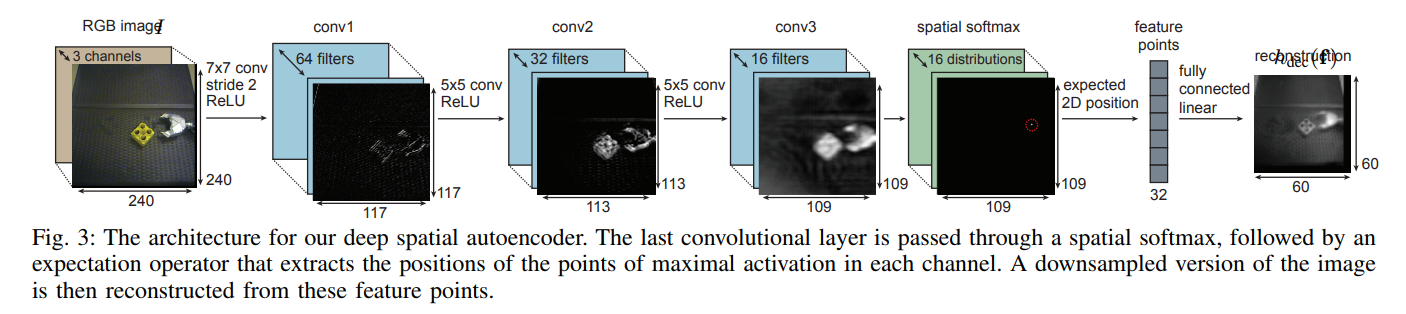 RGB image I
conv1
conv2
conv3
spatial softmax
feature
points
reconstruction
h_dec(f)
3 channels
7x7 conv
stride 2
ReLU
240
240
64 filters
5x5 conv
ReLU
117
117
32 filters
5x5 conv
ReLU
113
113
16 filters
109
109
16 distributions
109
109
expected
2D position
32
fully
connected
linear
60
60
Fig. 3: The architecture for our deep spatial autoencoder. The last convolutional layer is passed through a spatial softmax, followed by an
expectation operator that extracts the positions of the points of maximal activation in each channel. A downsampled version of the image
is then reconstructed from these feature points.